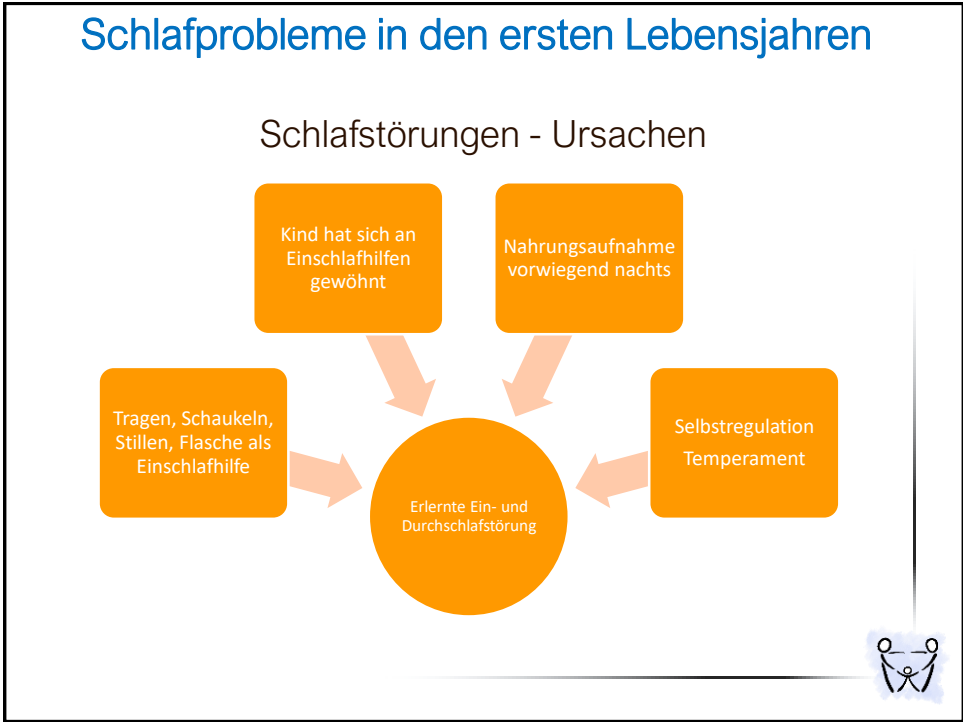 Schlafprobleme in den ersten Lebensjahren
Schlafstörungen - Ursachen
Kind hat sich an
Einschlafhilfen
gewöhnt
Nahrungsaufnahme
vorwiegend nachts
Tragen, Schaukeln,
Stillen, Flasche als
Einschlafhilfe
Selbstregulation
Temperament
Erlernte Ein- und
Durchschlafstörung